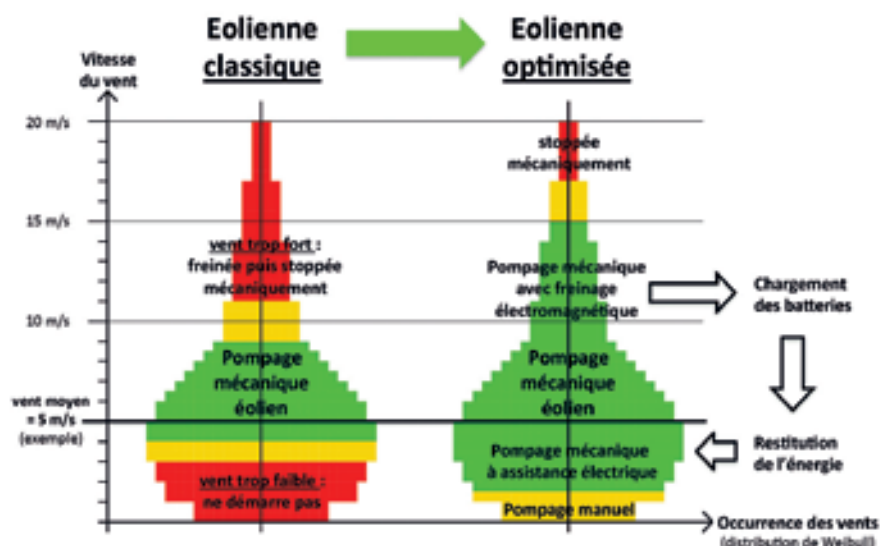 Eolienne
classique
Eolienne
optimisée
Vitesse
du vent
20 m/s
15 m/s
10 m/s
vent moyen
= 5 m/s
(exemple)
vent trop fort :
freinée puis stoppée
mécaniquement
Pompage
mécanique
éolien
vent trop faible :
ne démarre pas
stoppée
mécaniquement
Pompage mécanique
avec freinage
électromagnétique
Pompage
mécanique
éolien
Pompage mécanique
à assistance électrique
Pompage manuel
Chargement
des batteries
Restitution
de l'énergie
Occurrence des vents
(distribution de Weibull)